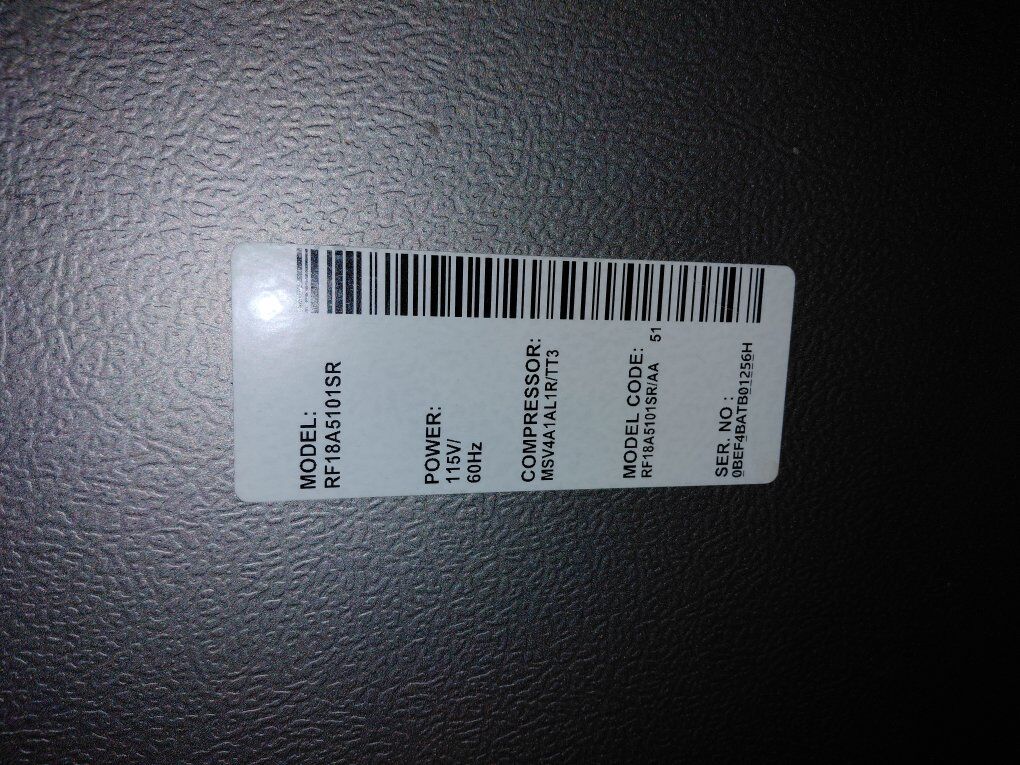 MODEL:
RF18A5101SR
POWER:
115V/
60Hz
COMPRESSOR:
MSV4A1AL1R/TT3
MODEL CODE:
RF18A5101SR/AA 51
SER. NO :
0BEF4BATB01256H